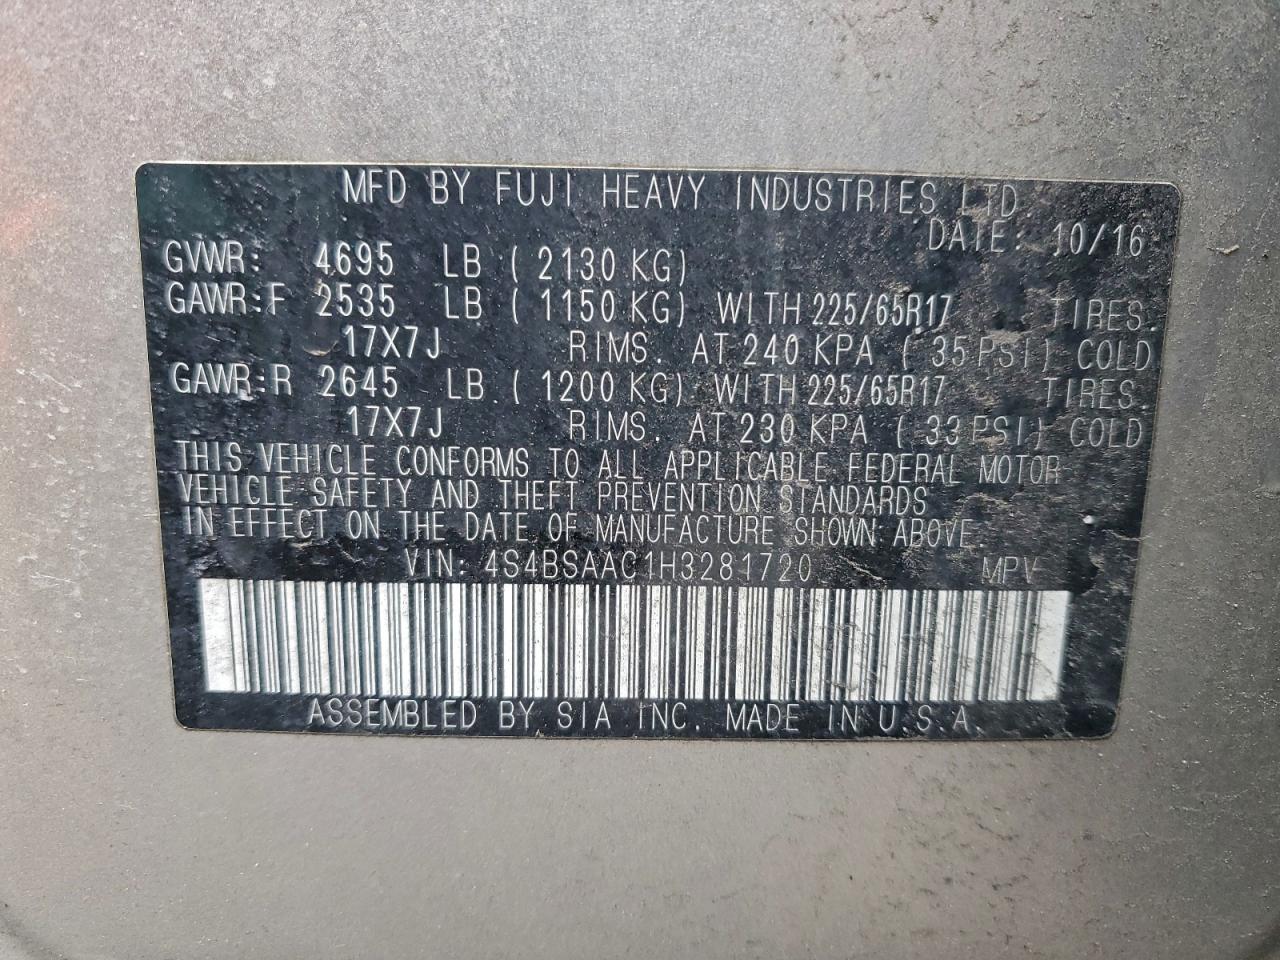 MFD BY FUJI HEAVY INDUSTRIES LTD
DATE: 10/16
GVWR: 4695 LB ( 2130 KG)
GAWR:F 2535 LB ( 1150 KG) WITH 225/65R17 TIRES.
17X7J RIMS. AT 240 KPA ( 35 PSI) COLD
GAWR:R 2645 LB ( 1200 KG) WITH 225/65R17 TIRES.
17X7J RIMS. AT 230 KPA ( 33 PSI) COLD
THIS VEHICLE CONFORMS TO ALL APPLICABLE FEDERAL MOTOR
VEHICLE SAFETY AND THEFT PREVENTION STANDARDS
IN EFFECT ON THE DATE OF MANUFACTURE SHOWN ABOVE
VIN: 4S4BSAAC1H3281720 MPV
ASSEMBLED BY SIA INC. MADE IN U.S.A.